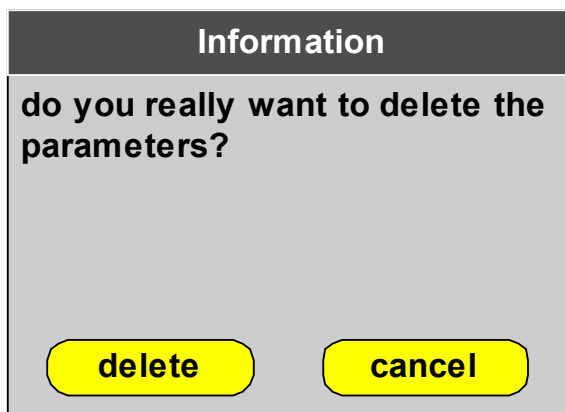 Information
do you really want to delete the
parameters?
delete cancel